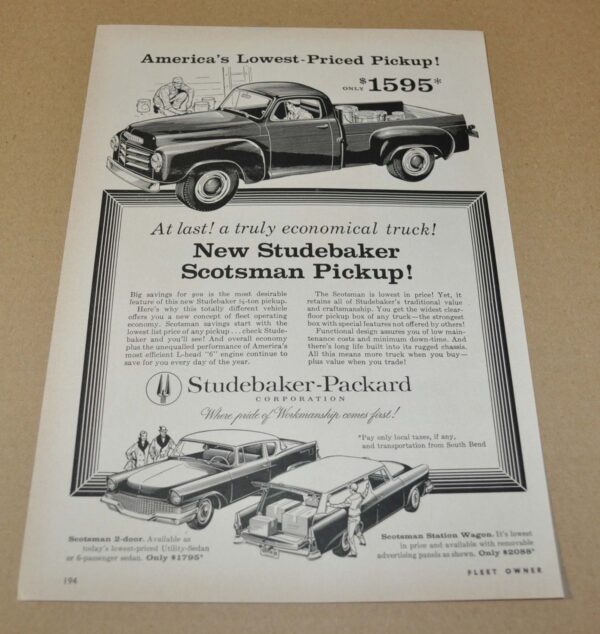 America's Lowest-Priced Pickup!
ONLY $1595*
At last! a truly economical truck!
New Studebaker
Scotsman Pickup!
Big savings for you is the most desirable
feature of this new Studebaker ½-ton pickup.
Here's why this totally different vehicle
offers you a new concept of fleet operating
economy. Scotsman savings start with the
lowest list price of any pickup . . . check Stude-
baker and you'll see! And overall economy
plus the unequalled performance of America's
most efficient L-head "6" engine continue to
save for you every day of the year.
The Scotsman is lowest in price! Yet, it
retains all of Studebaker's traditional value
and craftsmanship. You get the widest clear-
floor pickup box of any truck—the strongest
box with special features not offered by others!
Functional design assures you of low main-
tenance costs and minimum down-time. And
there's long life built into its rugged chassis.
All this means more truck when you buy—
plus value when you trade!
Studebaker-Packard
CORPORATION
Where pride of Workmanship comes first!
*Pay only local taxes, if any,
and transportation from South Bend
Scotsman 2-door. Available as
today's lowest-priced Utility-Sedan
or 6-passenger sedan. Only $1795*
Scotsman Station Wagon. It's lowest
in price and available with removable
advertising panels as shown. Only $2088*
194
FLEET OWNER